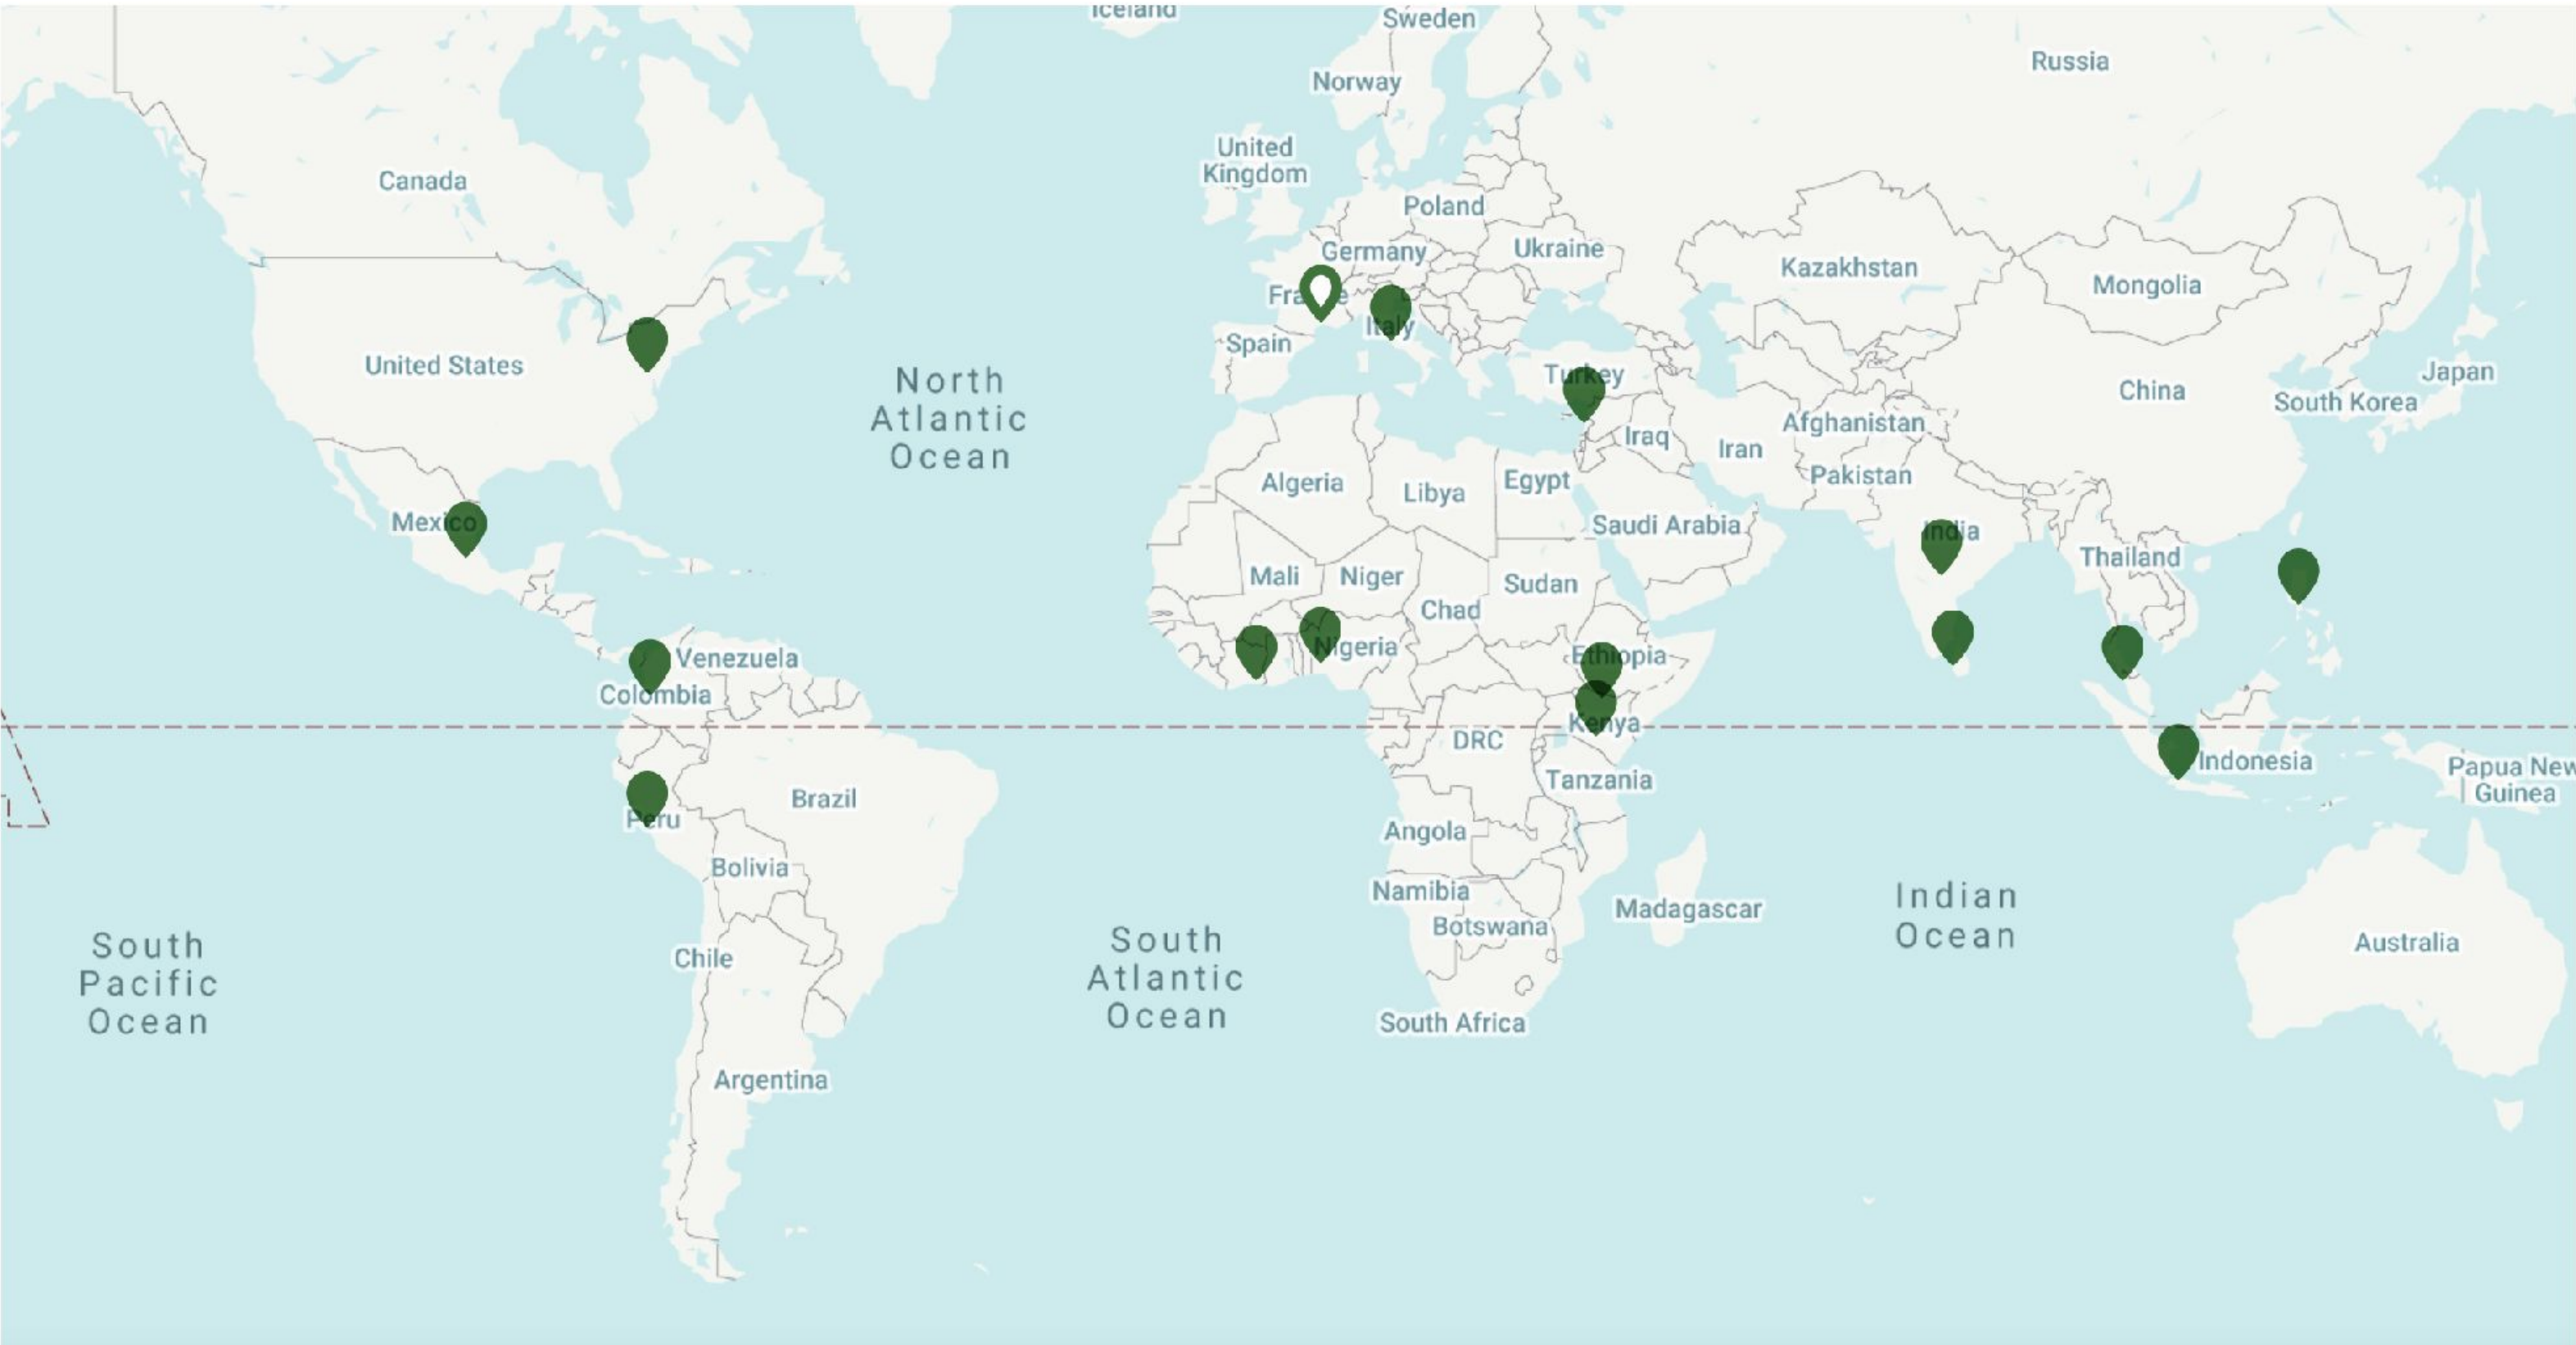 Iceland
Sweden
Russia
Norway
United
Kingdom
Canada
Poland
Germany
Ukraine
Kazakhstan
Mongolia
France
Italy
Spain
United States
Turkey
Japan
China
South Korea
North
Atlantic
Ocean
Afghanistan
Iraq
Iran
Pakistan
Algeria
Libya
Egypt
Mexico
Saudi Arabia
India
Thailand
Mali
Niger
Sudan
Chad
Nigeria
Ethiopia
Venezuela
Colombia
Kenya
DRC
Indonesia
Papua New
Guinea
Tanzania
Brazil
Peru
Angola
Bolivia
Namibia
Madagascar
Botswana
Indian
Ocean
Australia
Chile
South
Pacific
Ocean
South
Atlantic
Ocean
South Africa
Argentina